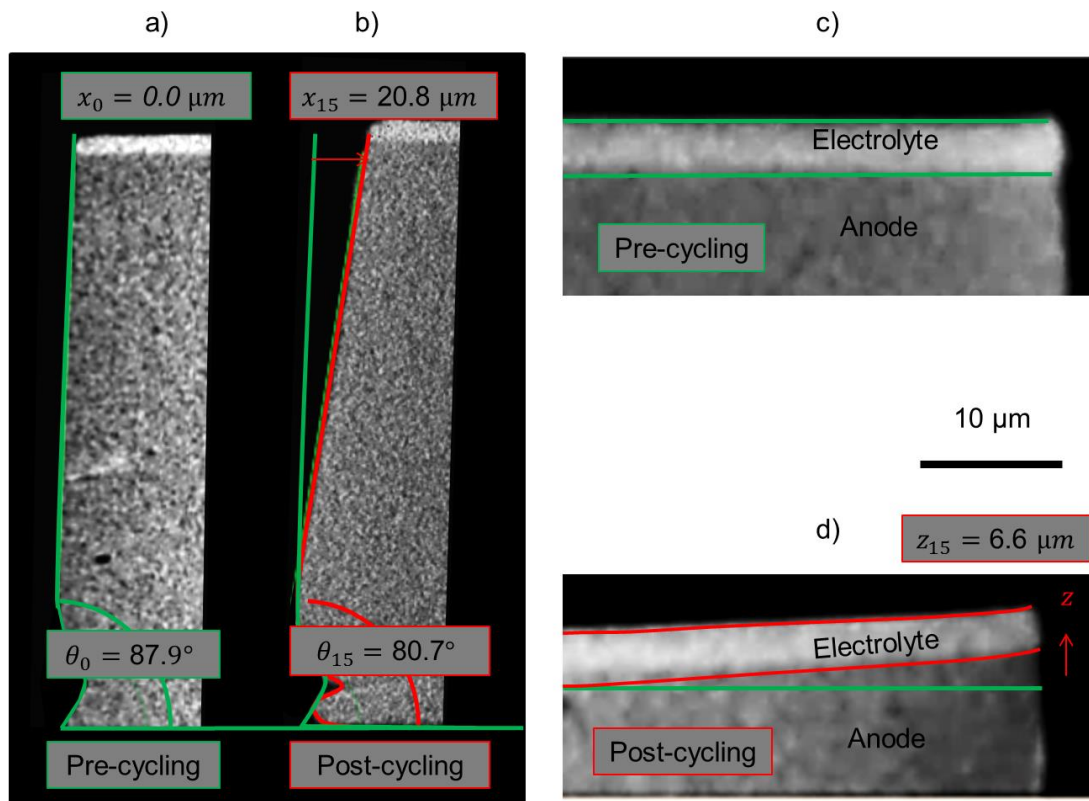 a)
b)
c)
x₀ = 0.0 μm
x₁₅ = 20.8 μm
Electrolyte
Anode
Pre-cycling
10 μm
d)
z₁₅ = 6.6 μm
z
Electrolyte
θ₀ = 87.9°
θ₁₅ = 80.7°
Anode
Pre-cycling
Post-cycling
Post-cycling